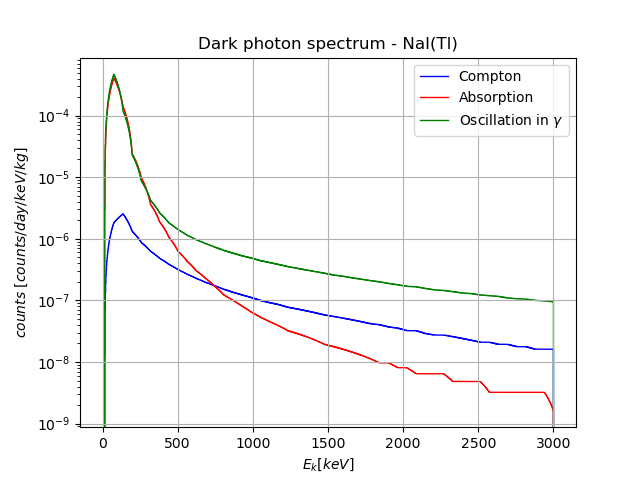 Dark photon spectrum - NaI(Tl)
counts [counts/day/keV/kg]
10⁻⁴
10⁻⁵
10⁻⁶
10⁻⁷
10⁻⁸
10⁻⁹
Compton
Absorption
Oscillation in γ
0 500 1000 1500 2000 2500 3000
E_k[keV]